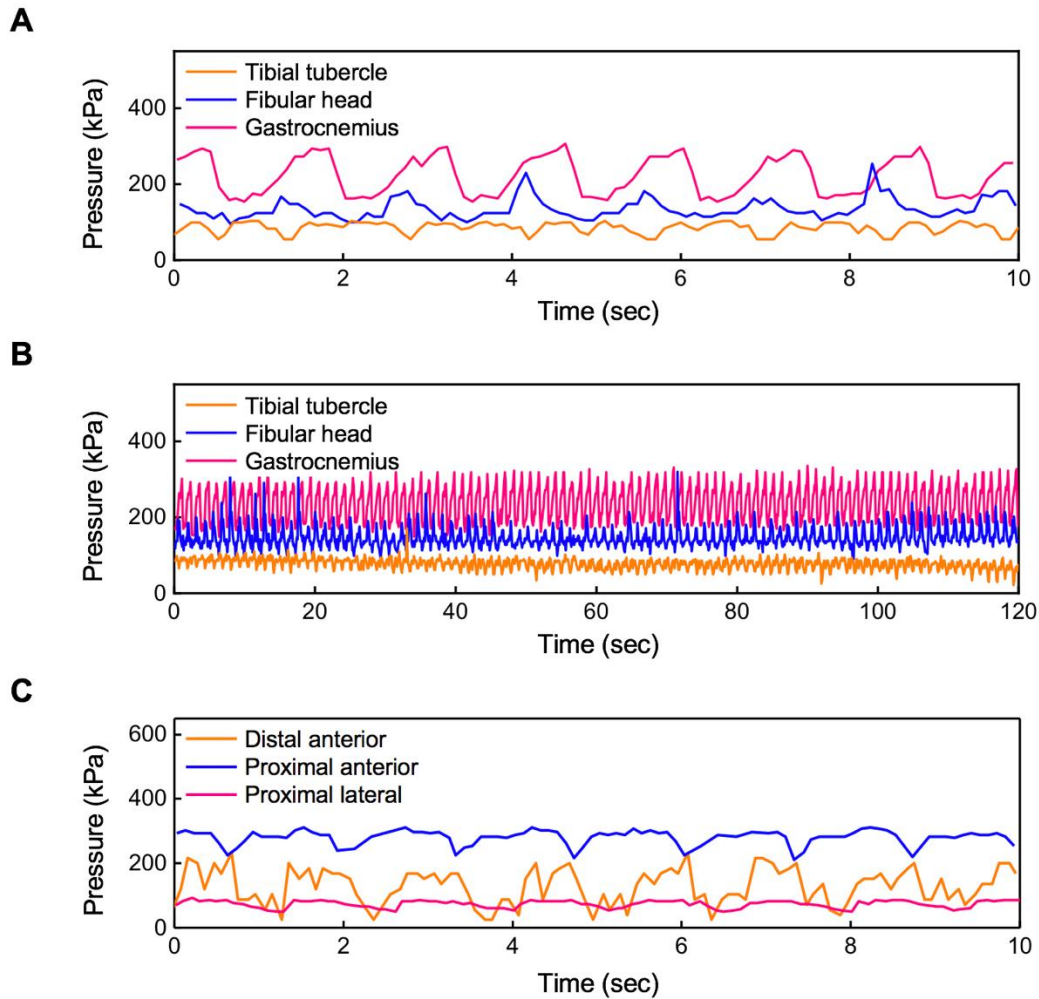 A
Pressure (kPa)
Tibial tubercle
Fibular head
Gastrocnemius
400
200
0
0 2 4 6 8 10
Time (sec)
B
Pressure (kPa)
Tibial tubercle
Fibular head
Gastrocnemius
400
200
0
0 20 40 60 80 100 120
Time (sec)
C
Pressure (kPa)
Distal anterior
Proximal anterior
Proximal lateral
600
400
200
0
0 2 4 6 8 10
Time (sec)